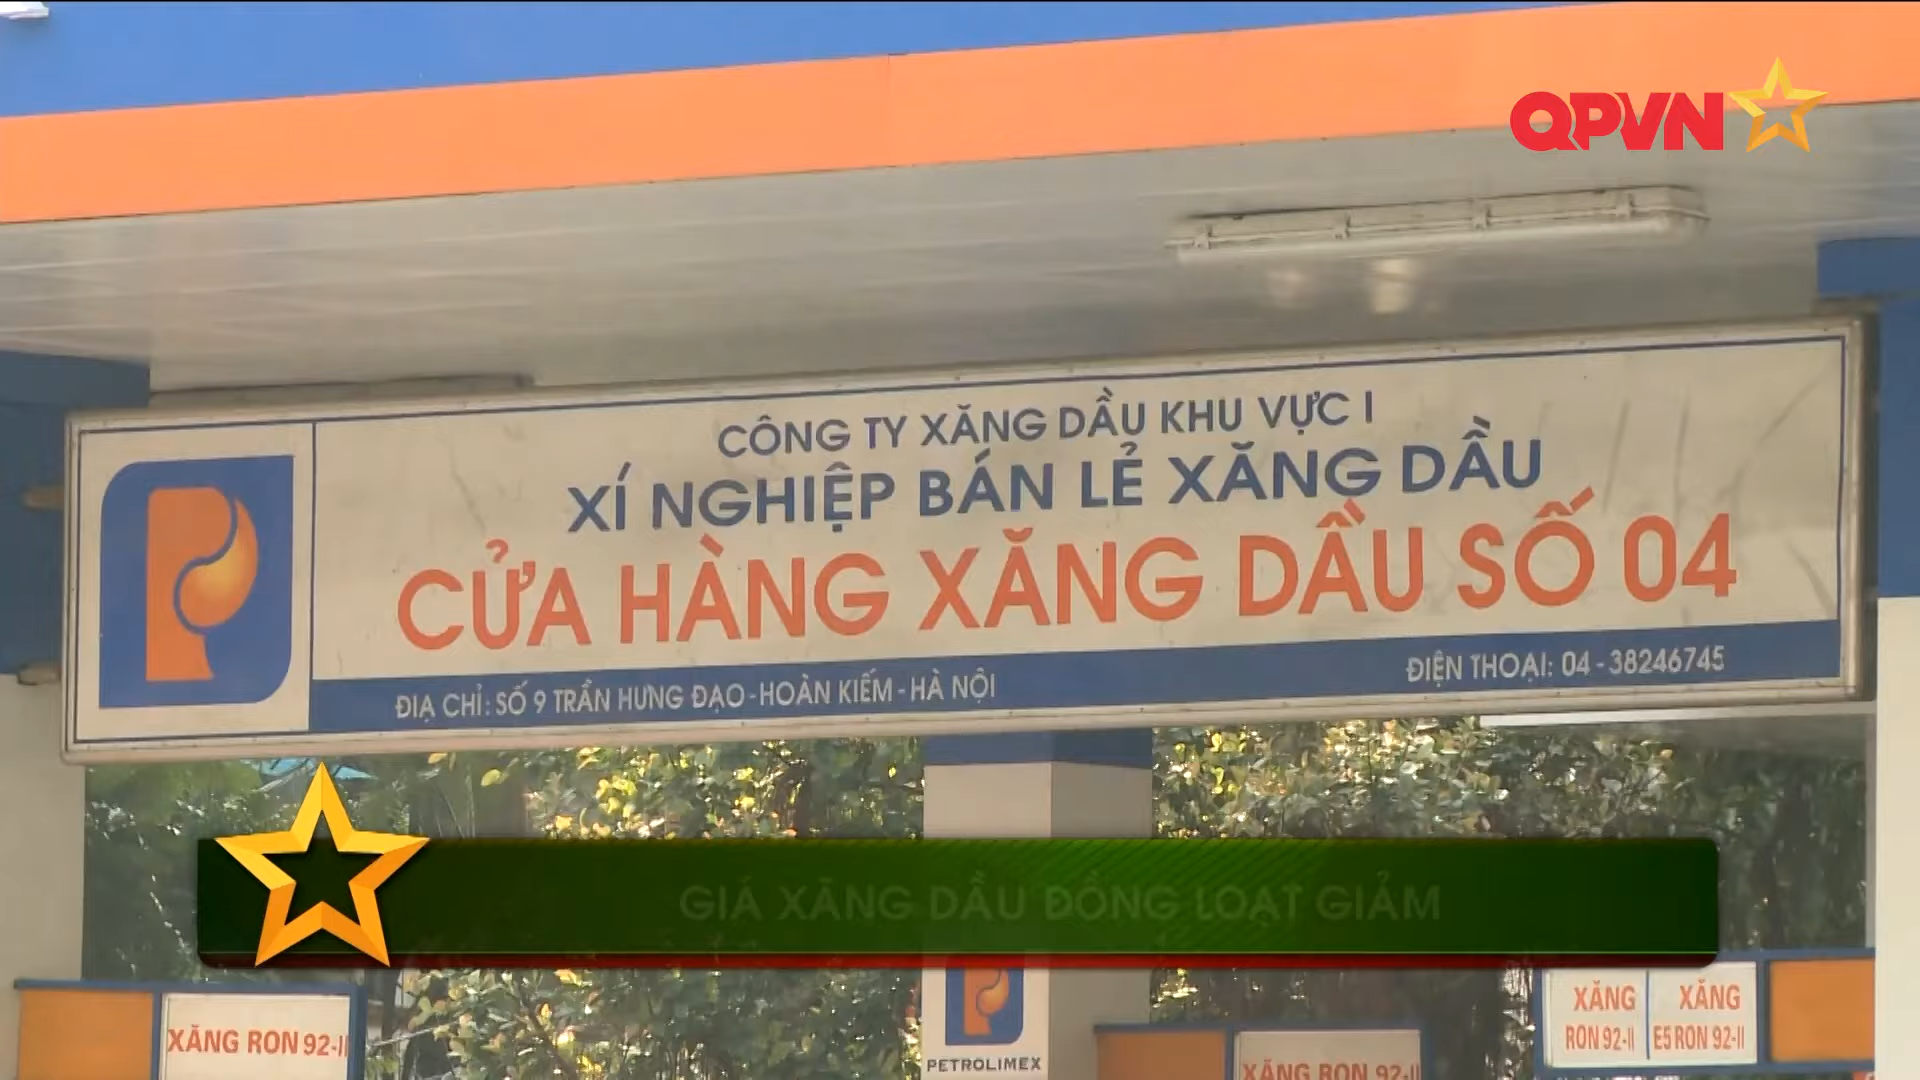 QPVN
CÔNG TY XĂNG DẦU KHU VỰC I
XÍ NGHIỆP BÁN LẺ XĂNG DẦU
CỬA HÀNG XĂNG DẦU SỐ 04
ĐỊA CHỈ: SỐ 9 TRẦN HƯNG ĐẠO - HOÀN KIẾM - HÀ NỘI
ĐIỆN THOẠI: 04 - 38246745
GIÁ XĂNG DẦU ĐỒNG LOẠT GIẢM
XĂNG RON 92-II
PETROLIMEX
XĂNG RON 92-II
XĂNG
RON 92-II
XĂNG
E5 RON 92-II